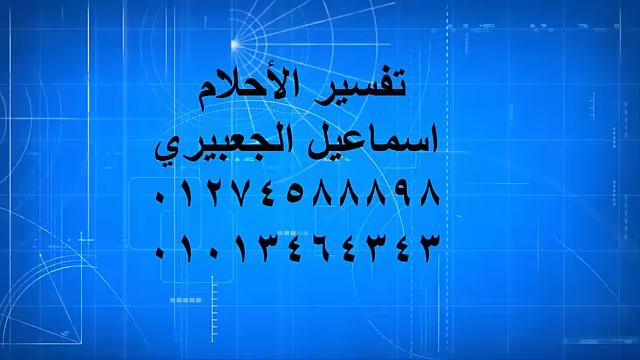 تفسير الأحلام
اسماعيل الجعبيري
٠١٢٧٤٥٨٨٨٩٨
٠١٠١٣٤٦٤٣٤٣